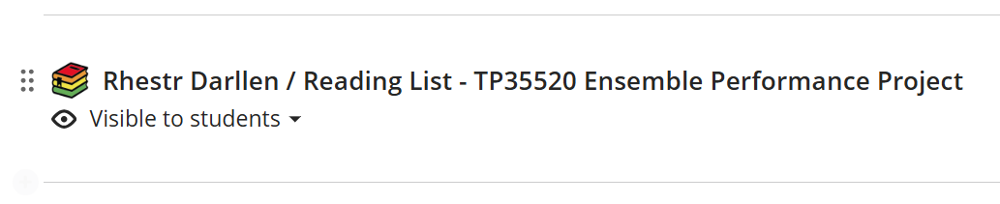 Rhestr Darllen / Reading List - TP35520 Ensemble Performance Project
Visible to students